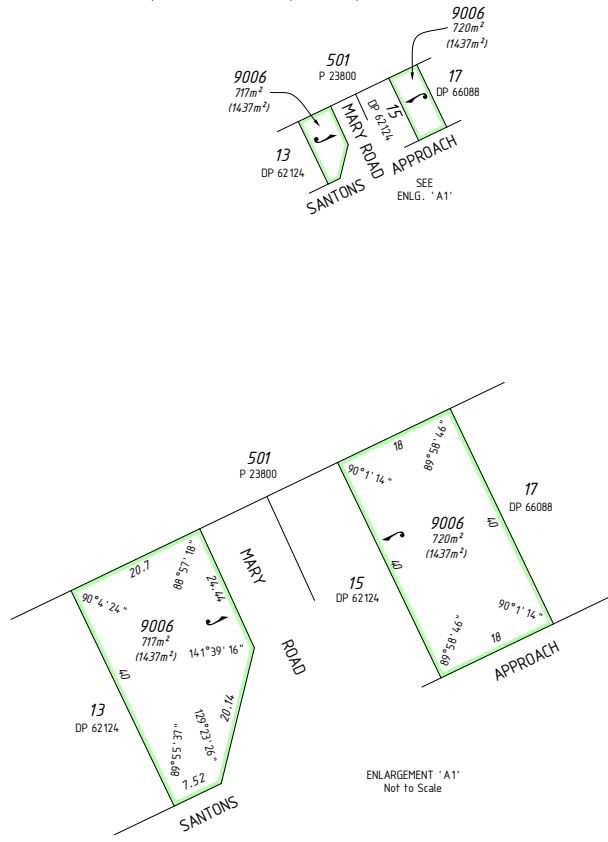 9006
720m²
(1437m²)
501
P 23800
9006
717m²
(1437m²)
17
DP 66088
15
DP 62124
MARY ROAD
13
DP 62124
APPROACH
SANTONS
SEE
ENLG. 'A1'
501
P 23800
18
89°58'46"
90°1'14"
17
DP 66088
9006
720m²
(1437m²)
40
40
MARY
20.7
88°57'18"
24.44
15
DP 62124
90°4'24"
9006
717m²
(1437m²)
141°39'16"
90°1'14"
89°58'46"
18
ROAD
APPROACH
40
13
DP 62124
20.14
129°23'26"
89°55'37"
7.52
SANTONS
ENLARGEMENT 'A1'
Not to Scale